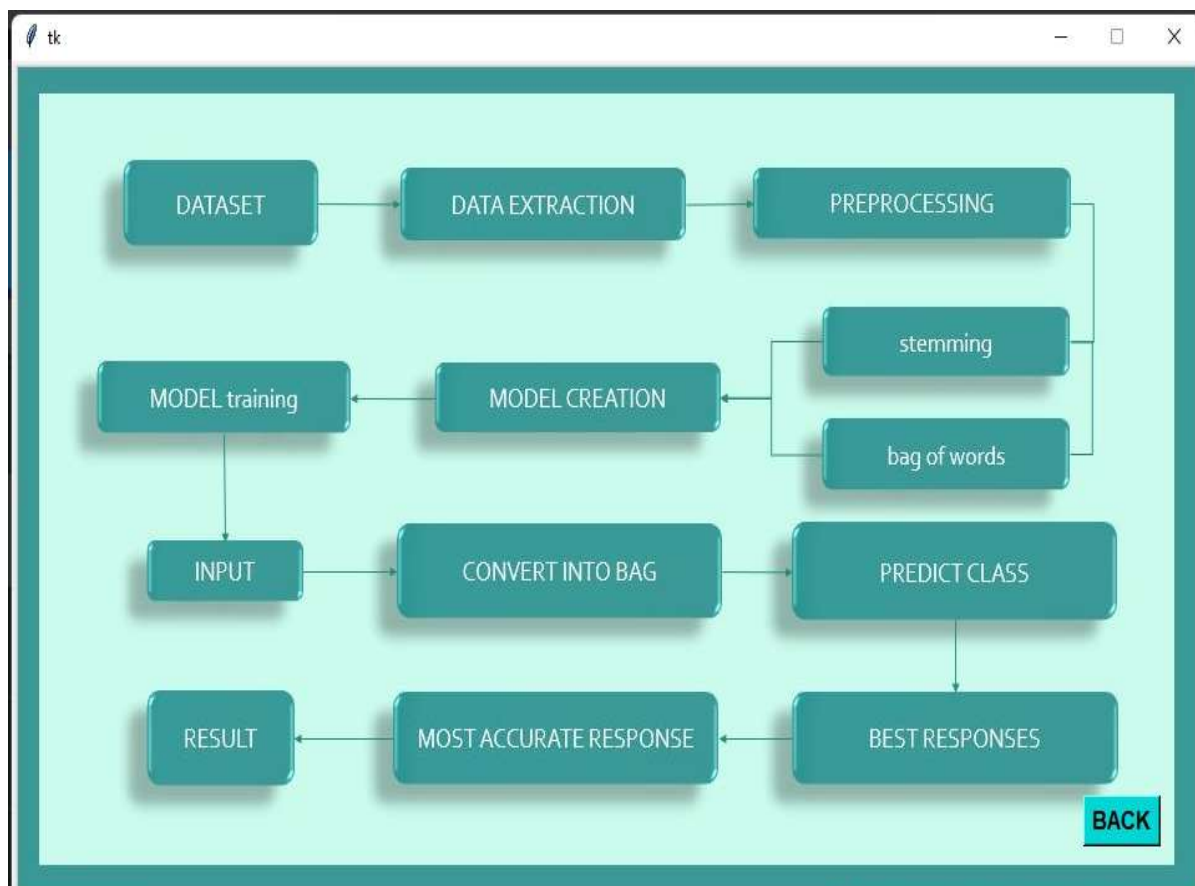 tk
DATASET
DATA EXTRACTION
PREPROCESSING
stemming
bag of words
MODEL CREATION
MODEL training
INPUT
CONVERT INTO BAG
PREDICT CLASS
BEST RESPONSES
MOST ACCURATE RESPONSE
RESULT
BACK